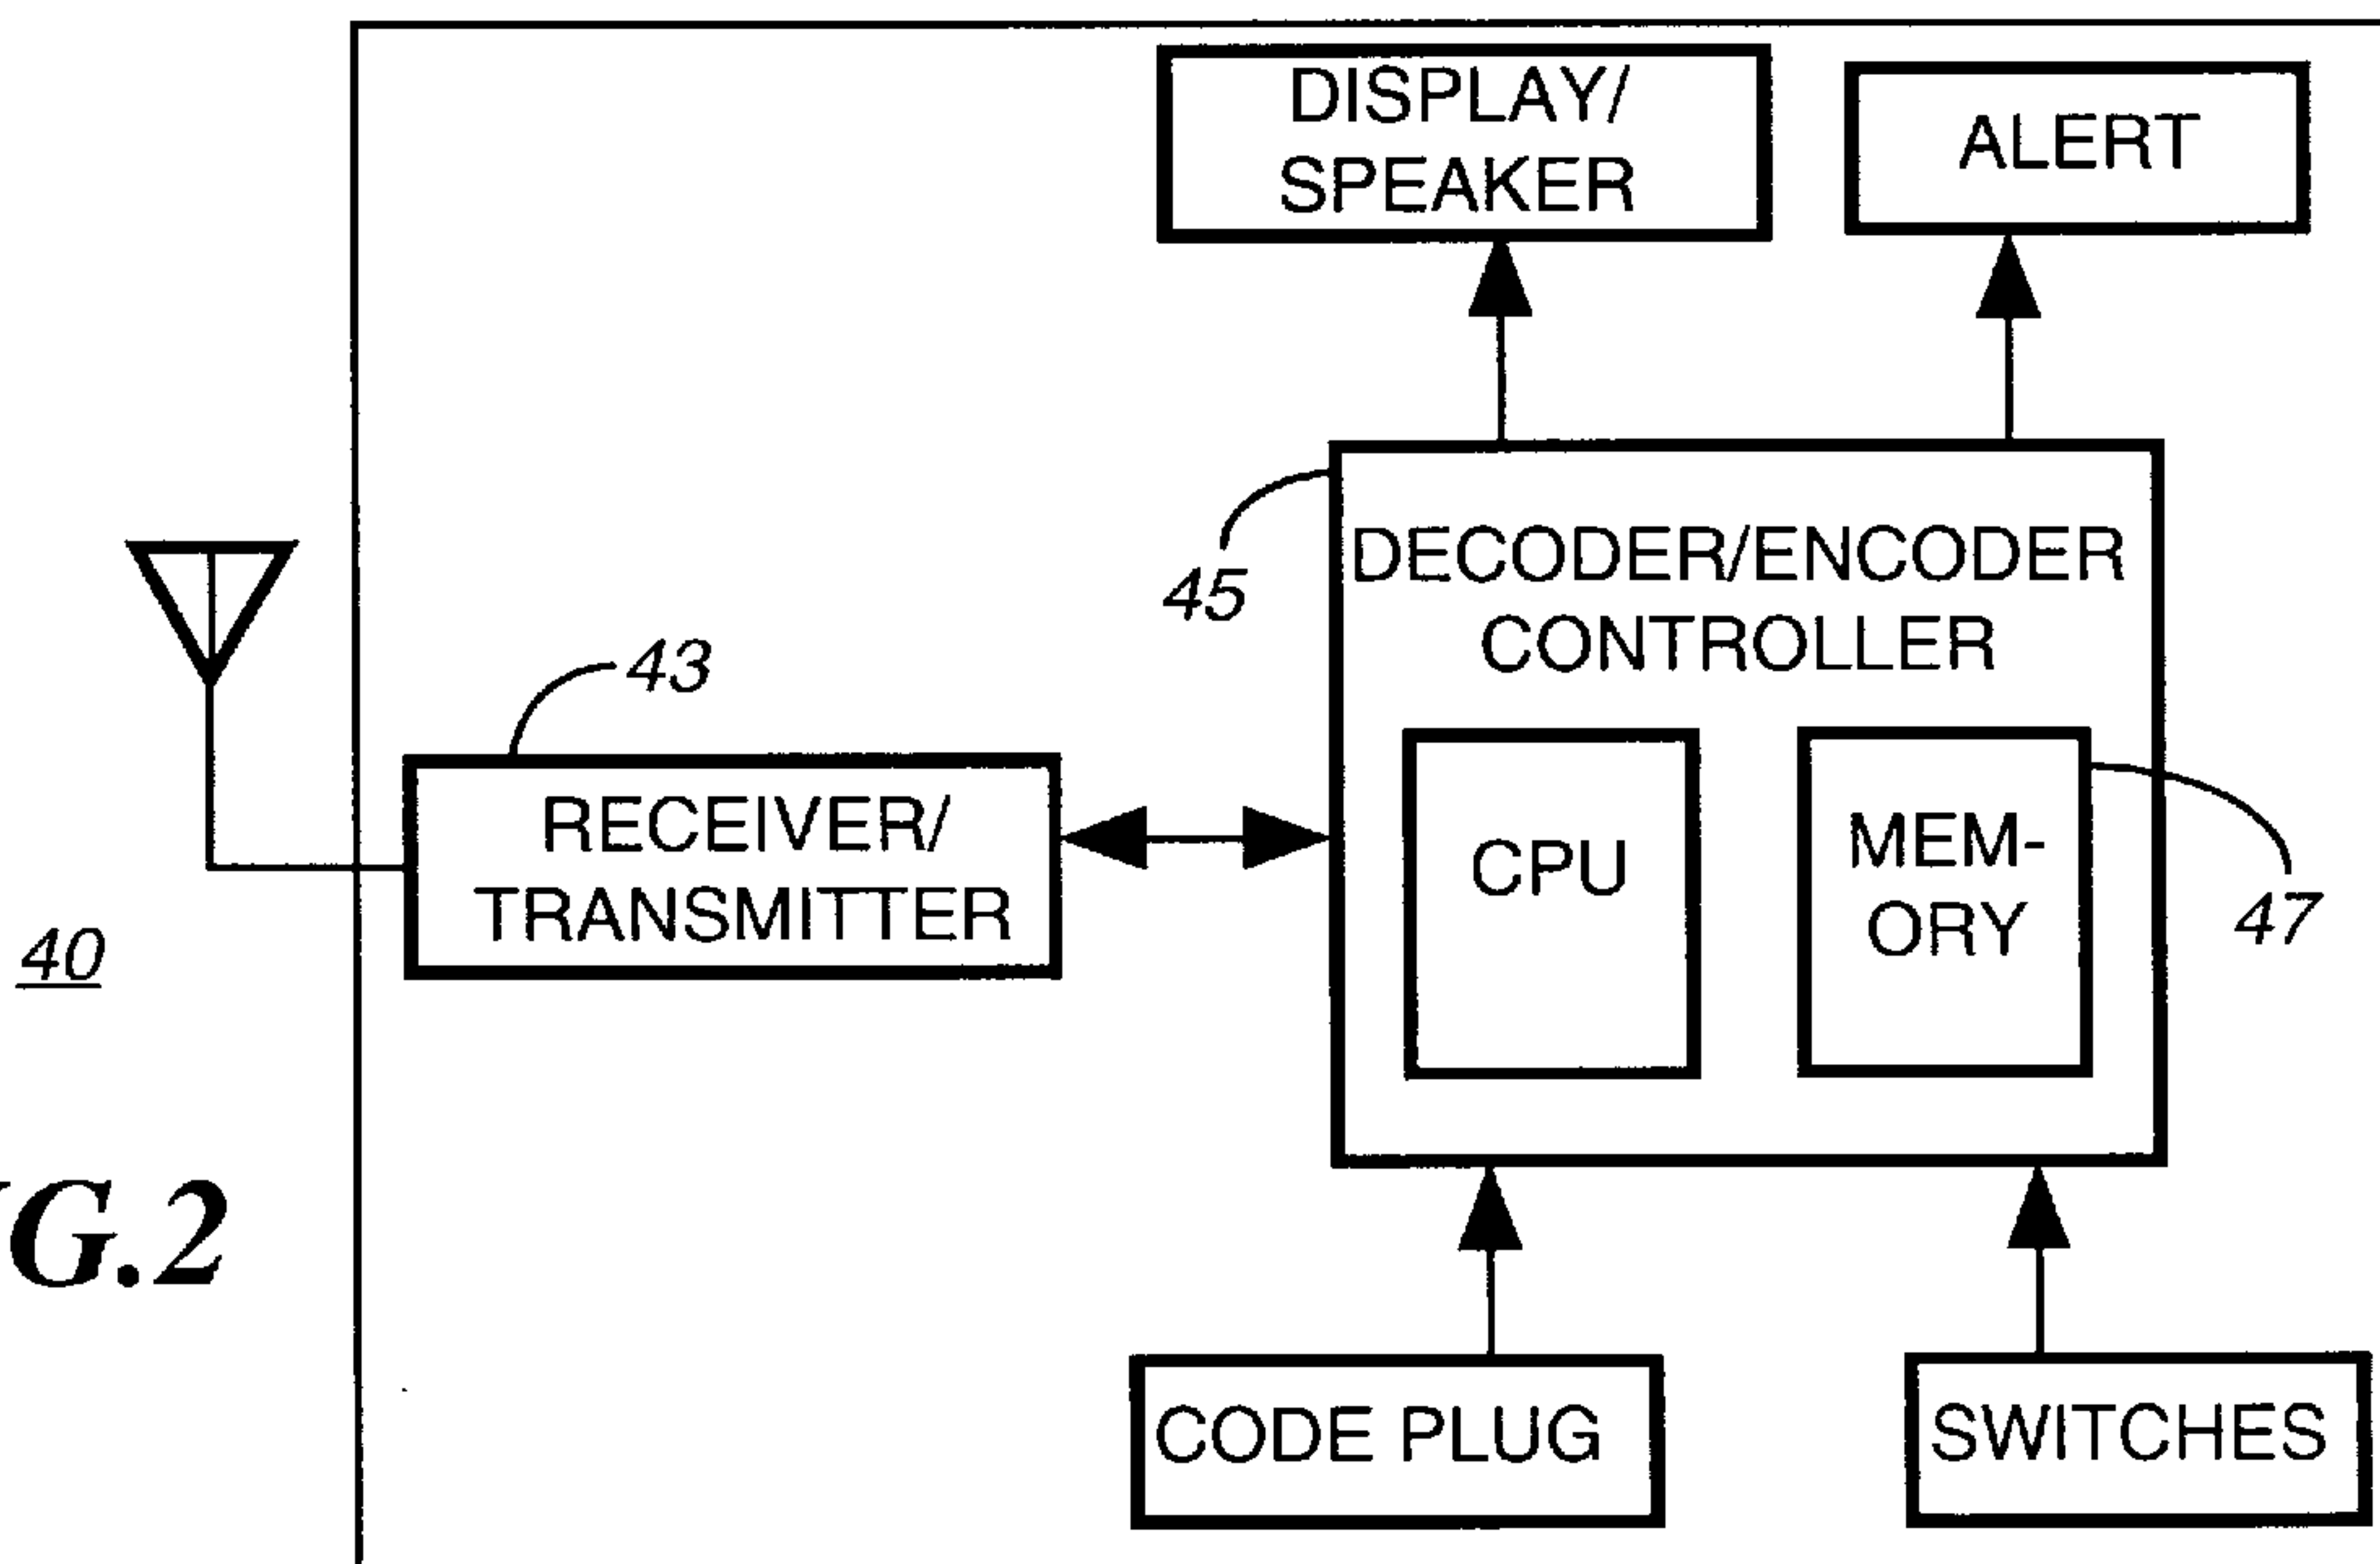 DISPLAY/
SPEAKER
ALERT
45
DECODER/ENCODER
CONTROLLER
43
RECEIVER/
TRANSMITTER
CPU
MEM-
ORY
47
40
G.2
CODE PLUG
SWITCHES